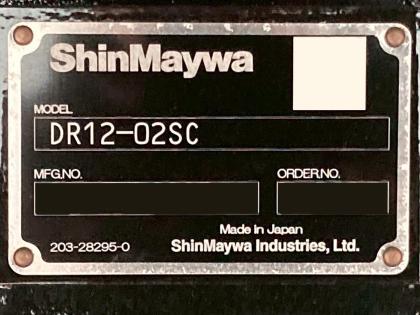 ShinMaywa
MODEL
DR12-02SC
MFG.NO. ORDER.NO.
Made in Japan
203-28295-0 ShinMaywa Industries, Ltd.